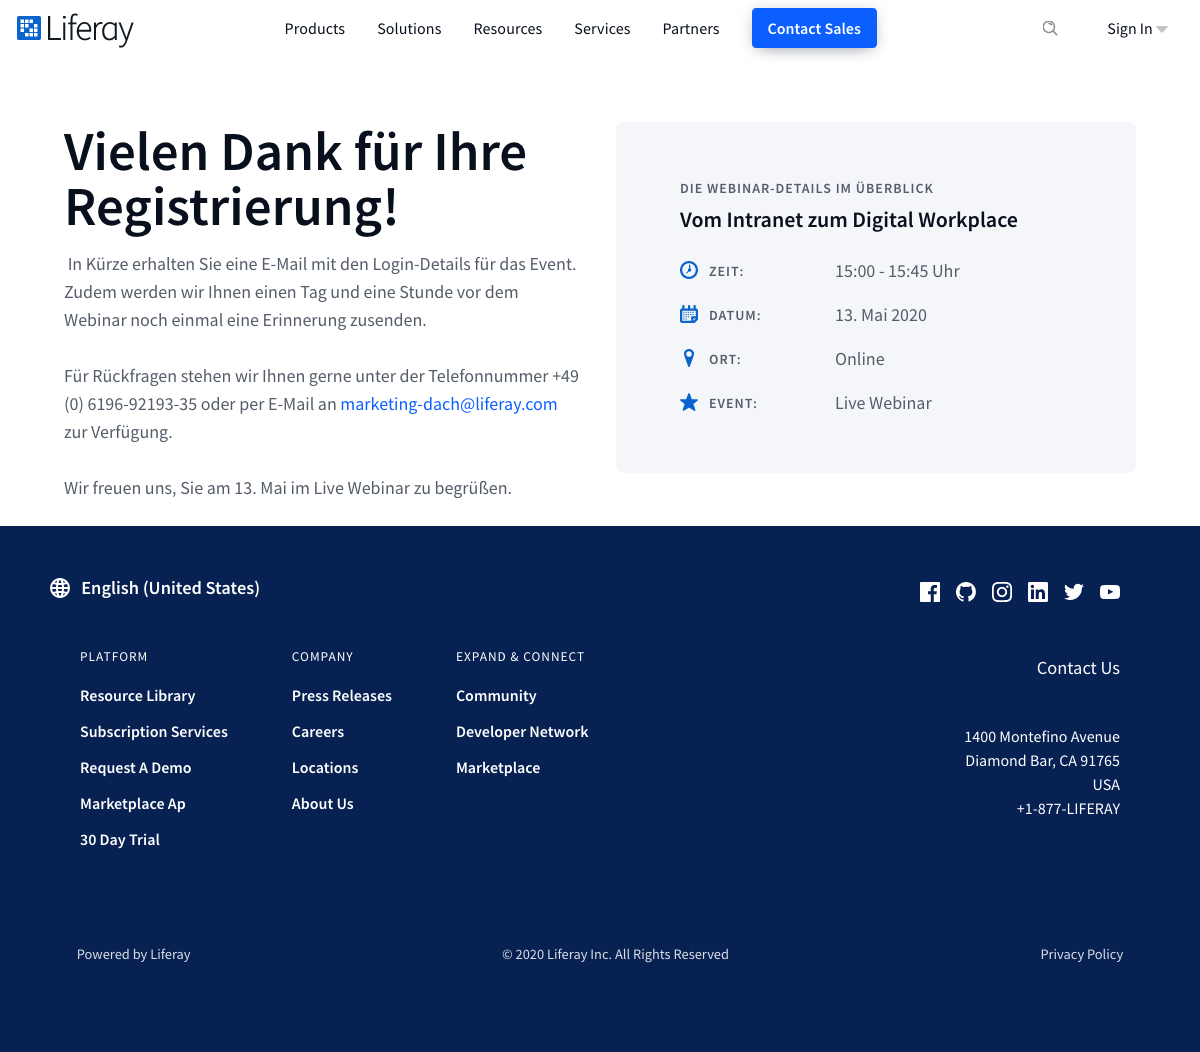 Liferay
Products
Solutions
Resources
Services
Partners
Contact Sales
Sign In
Vielen Dank für Ihre
Registrierung!
In Kürze erhalten Sie eine E-Mail mit den Login-Details für das Event.
Zudem werden wir Ihnen einen Tag und eine Stunde vor dem
Webinar noch einmal eine Erinnerung zusenden.
Für Rückfragen stehen wir Ihnen gerne unter der Telefonnummer +49
(0) 6196-92193-35 oder per E-Mail an marketing-dach@liferay.com
zur Verfügung.
Wir freuen uns, Sie am 13. Mai im Live Webinar zu begrüßen.
DIE WEBINAR-DETAILS IM ÜBERBLICK
Vom Intranet zum Digital Workplace
ZEIT: 15:00 - 15:45 Uhr
DATUM: 13. Mai 2020
ORT: Online
EVENT: Live Webinar
English (United States)
PLATFORM
Resource Library
Subscription Services
Request A Demo
Marketplace Ap
30 Day Trial
COMPANY
Press Releases
Careers
Locations
About Us
EXPAND & CONNECT
Community
Developer Network
Marketplace
Contact Us
1400 Montefino Avenue
Diamond Bar, CA 91765
USA
+1-877-LIFERAY
Powered by Liferay
© 2020 Liferay Inc. All Rights Reserved
Privacy Policy